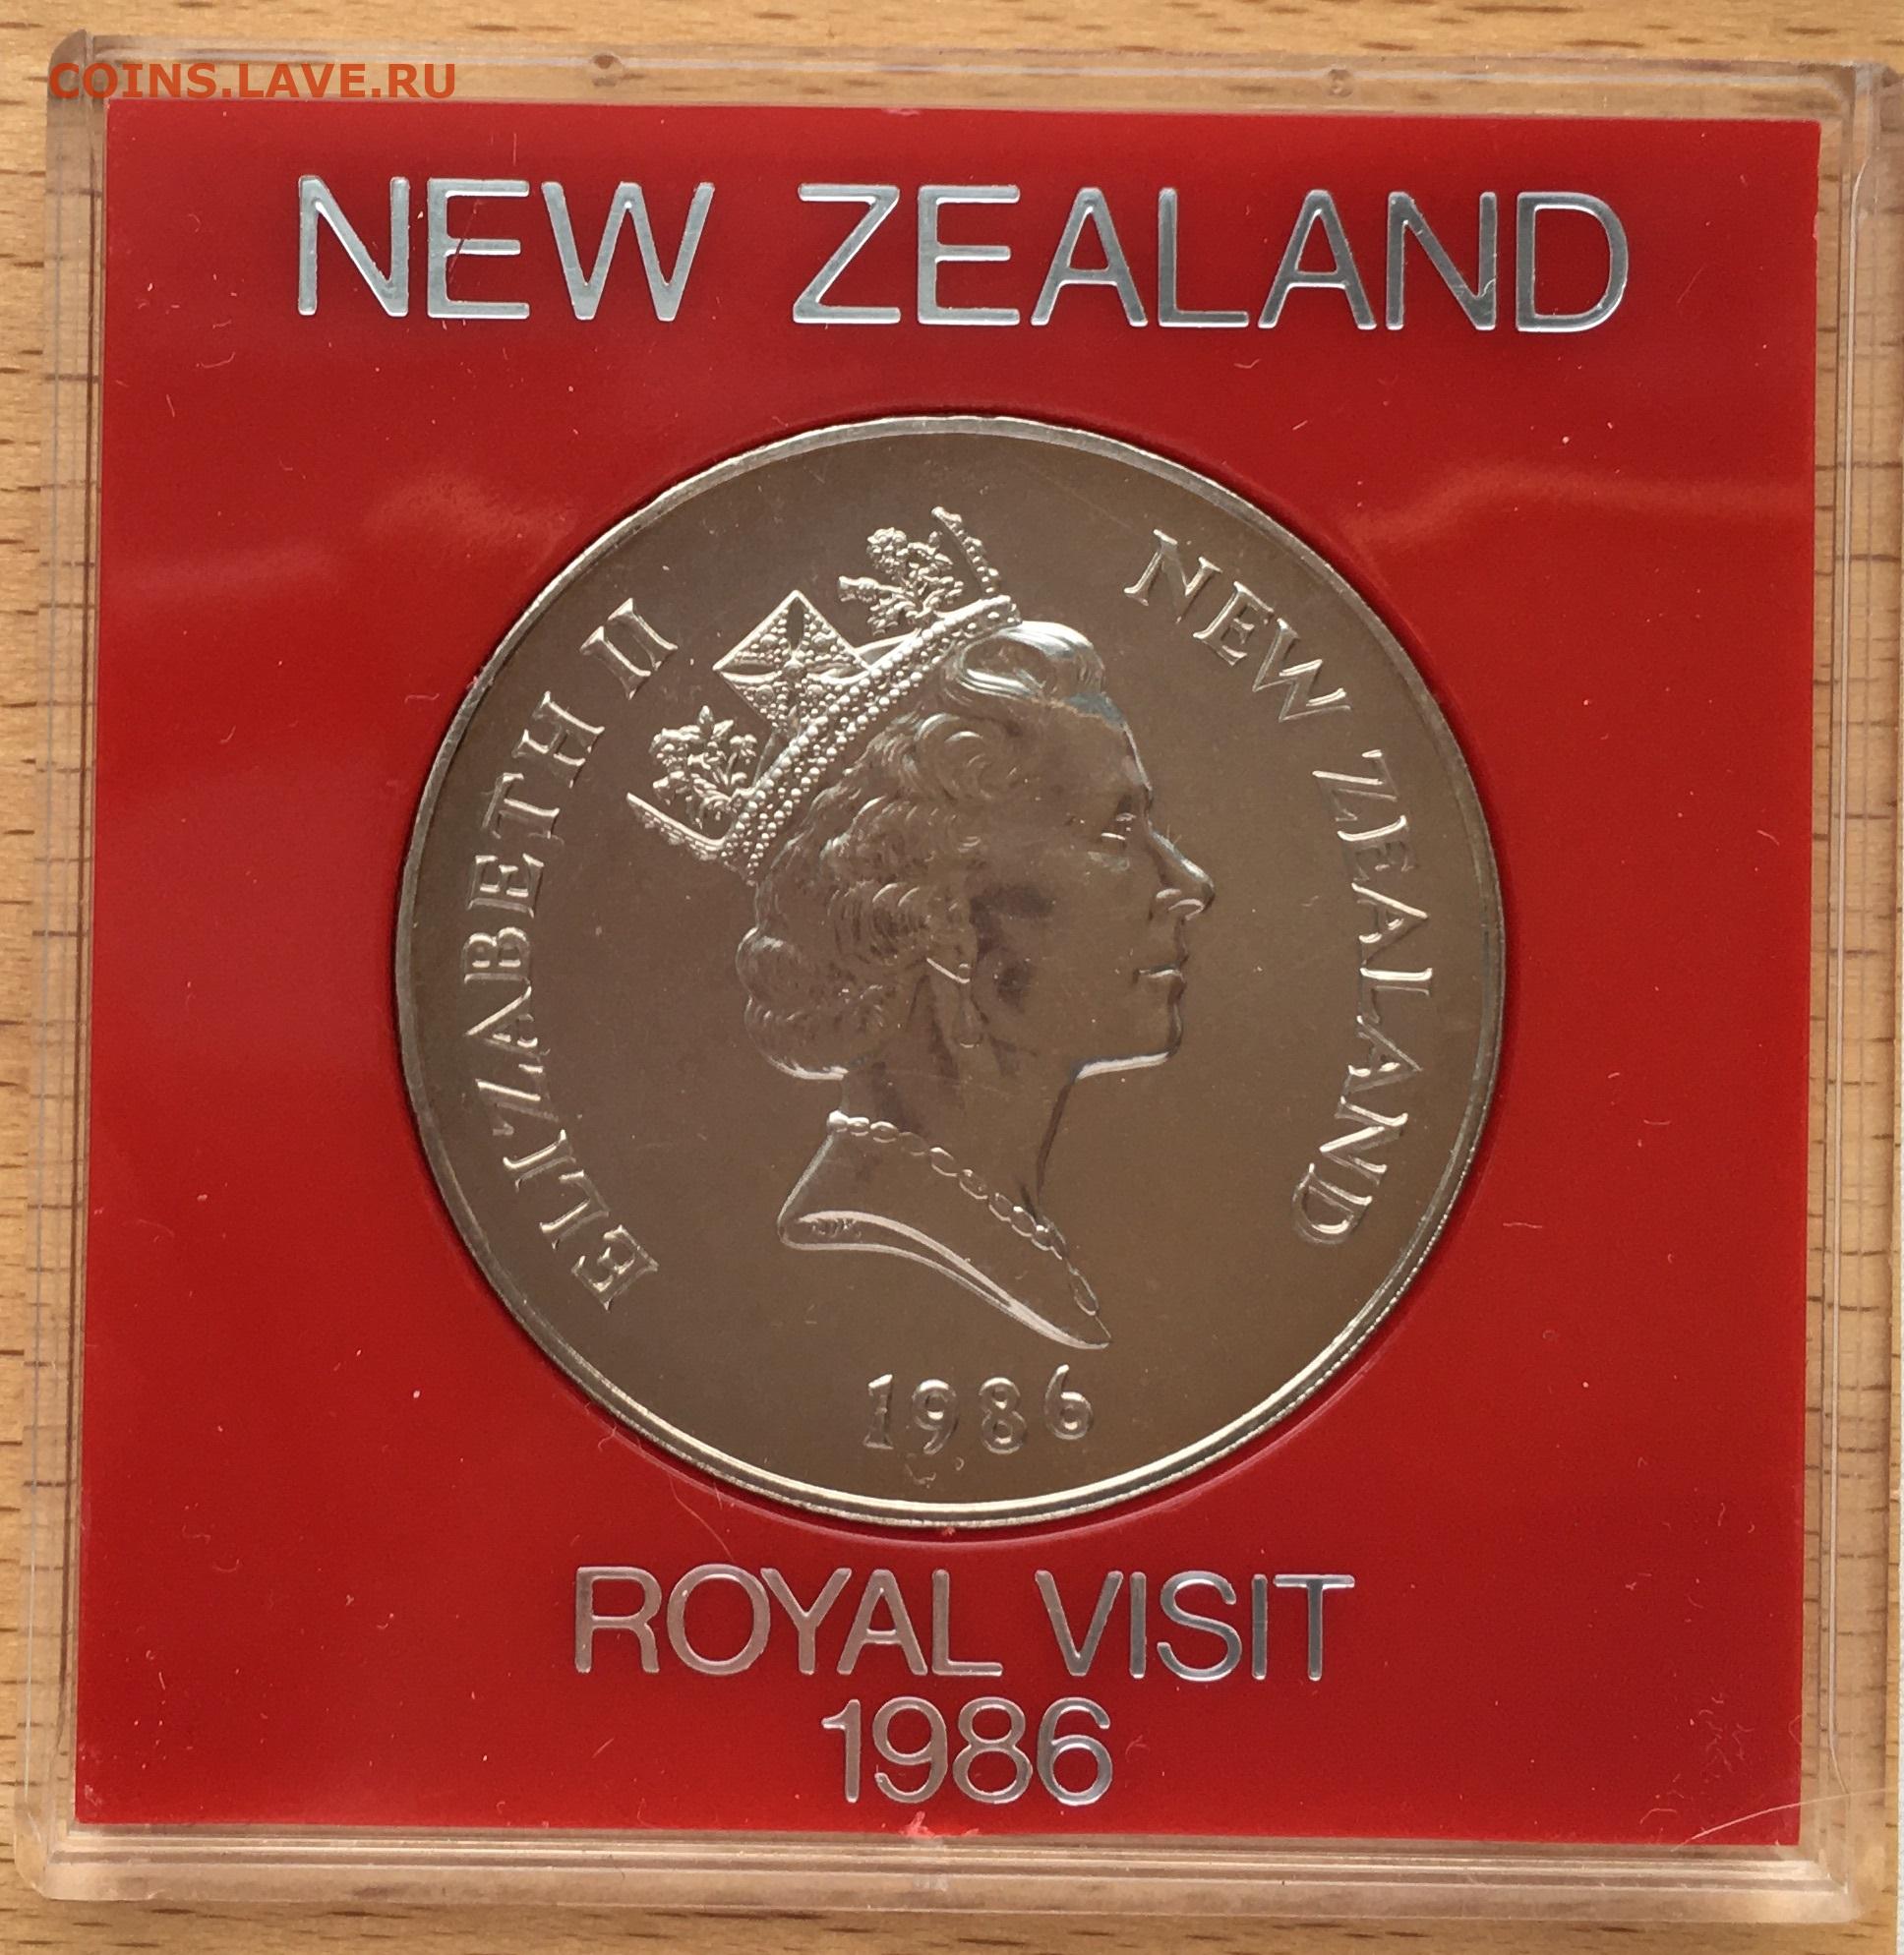 COINS.LAVE.RU
NEW ZEALAND
ELIZABETH II
NEW ZEALAND
1986
ROYAL VISIT
1986